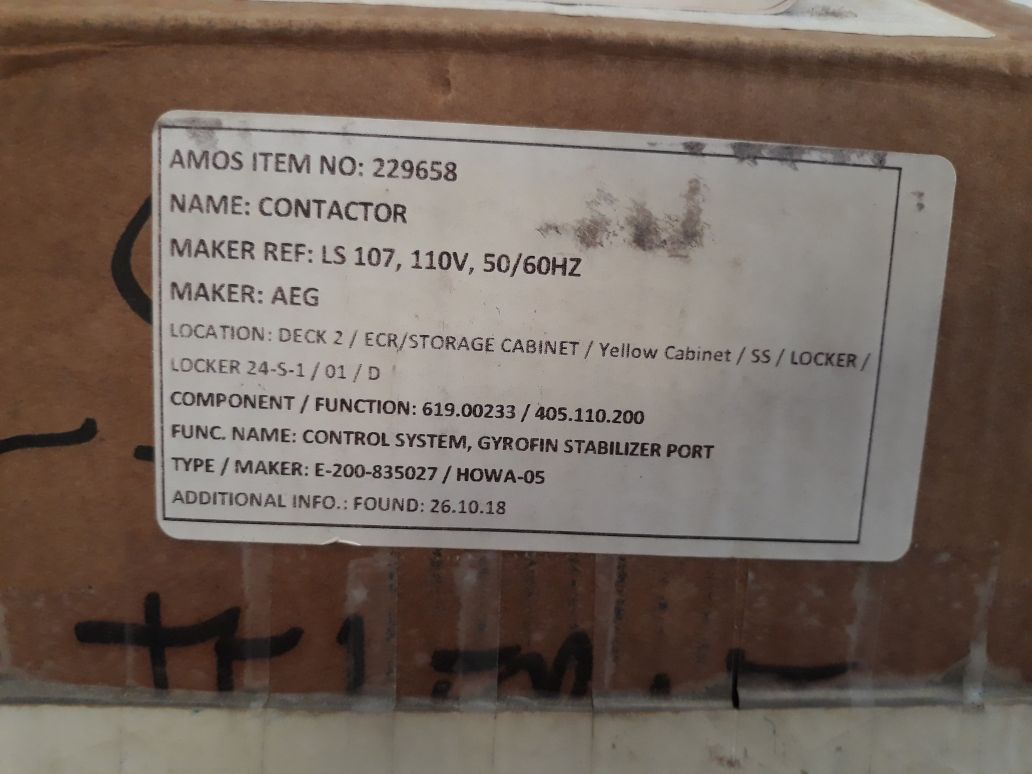 AMOS ITEM NO: 229658
NAME: CONTACTOR
MAKER REF: LS 107, 110V, 50/60HZ
MAKER: AEG
LOCATION: DECK 2 / ECR/STORAGE CABINET / Yellow Cabinet / SS / LOCKER /
LOCKER 24-S-1 / 01 / D
COMPONENT / FUNCTION: 619.00233 / 405.110.200
FUNC. NAME: CONTROL SYSTEM, GYROFIN STABILIZER PORT
TYPE / MAKER: E-200-835027 / HOWA-05
ADDITIONAL INFO.: FOUND: 26.10.18